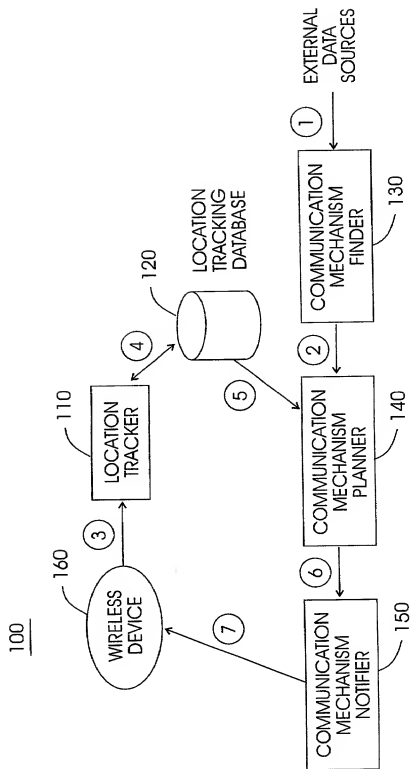 100
160
WIRELESS
DEVICE
3
110
LOCATION
TRACKER
4
120
LOCATION
TRACKING
DATABASE
5
7
150
COMMUNICATION
MECHANISM
NOTIFIER
6
140
COMMUNICATION
MECHANISM
PLANNER
2
130
COMMUNICATION
MECHANISM
FINDER
1
EXTERNAL
DATA
SOURCES